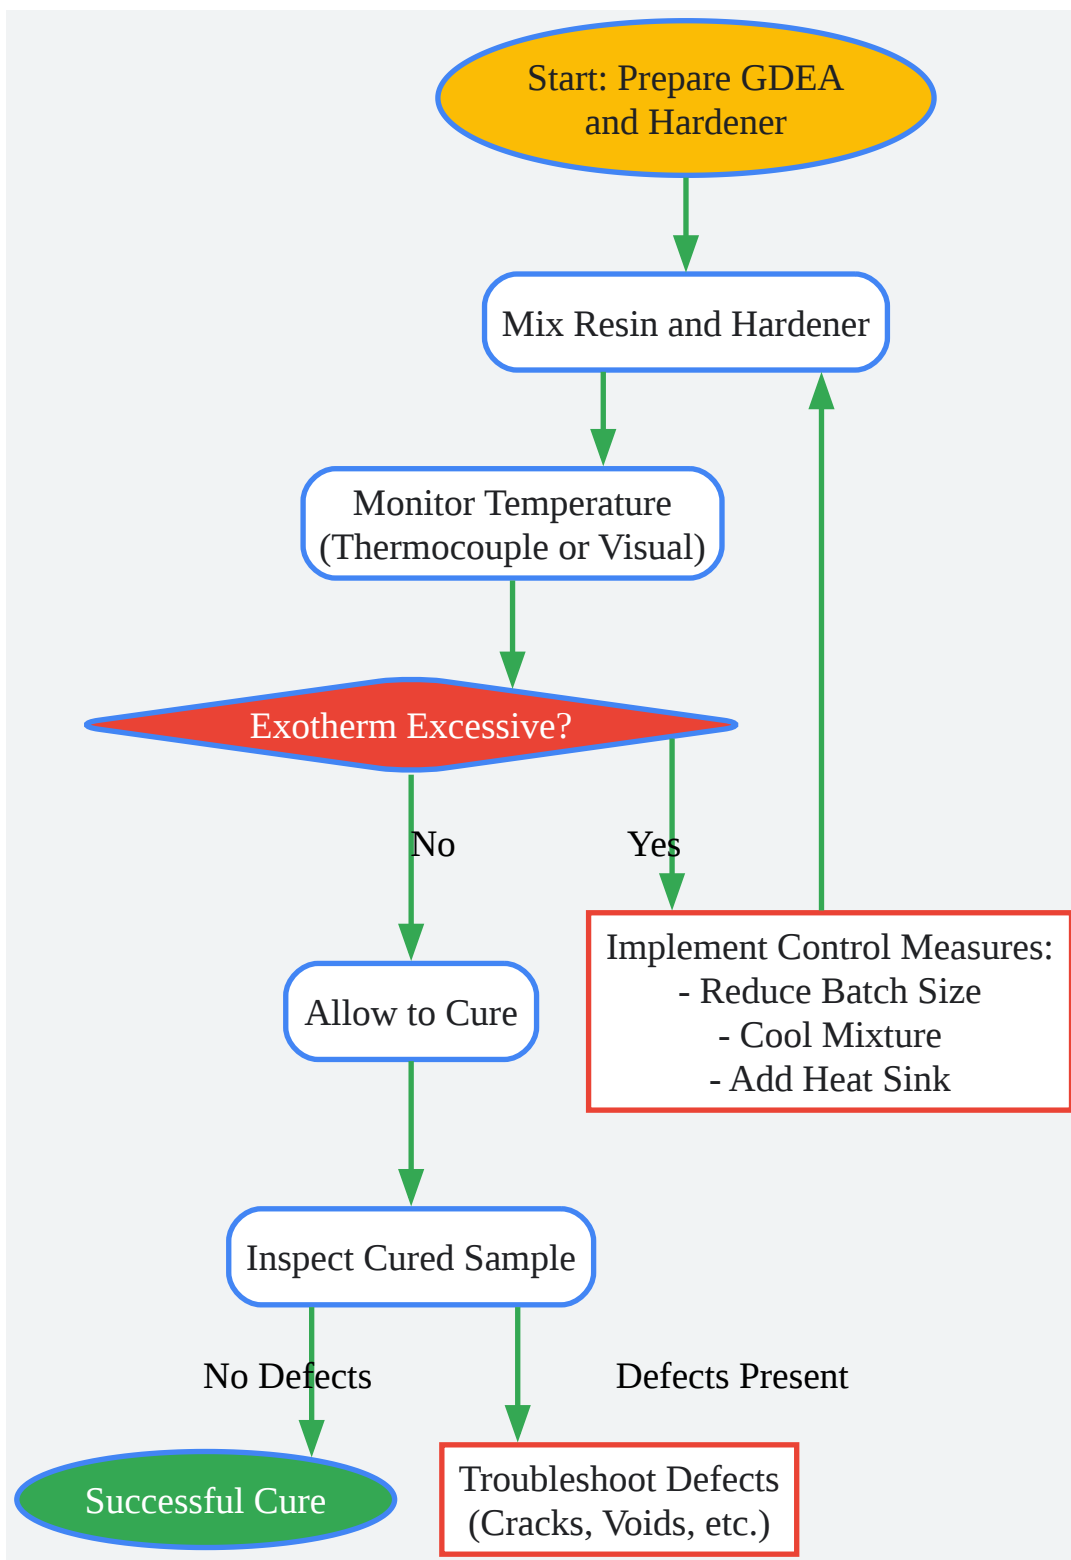 Start: Prepare GDEA
and Hardener
Mix Resin and Hardener
Monitor Temperature
(Thermocouple or Visual)
Exotherm Excessive?
No
Yes
Implement Control Measures:
- Reduce Batch Size
- Cool Mixture
- Add Heat Sink
Allow to Cure
Inspect Cured Sample
No Defects
Defects Present
Successful Cure
Troubleshoot Defects
(Cracks, Voids, etc.)